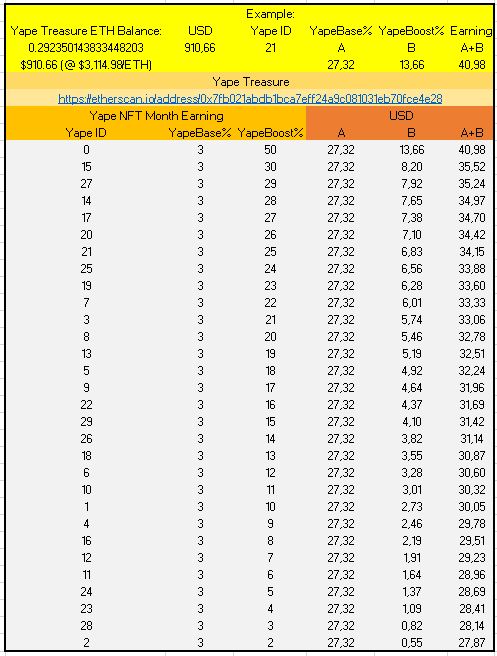 Example:
Yape Treasure ETH Balance: USD Yape ID YapeBase% YapeBoost% Earning
0.292350143833448203 910,66 21 A B A+B
$910.66 (@ $3,114.98/ETH) 27,32 13,66 40,98
Yape Treasure
https://etherscan.io/address/0x7fb021abdb1bca7eff24a9c081031eb70fce4e28
Yape NFT Month Earning USD
Yape ID YapeBase% YapeBoost% A B A+B
0 3 50 27,32 13,66 40,98
15 3 30 27,32 8,20 35,52
27 3 29 27,32 7,92 35,24
14 3 28 27,32 7,65 34,97
17 3 27 27,32 7,38 34,70
20 3 26 27,32 7,10 34,42
21 3 25 27,32 6,83 34,15
25 3 24 27,32 6,56 33,88
19 3 23 27,32 6,28 33,60
7 3 22 27,32 6,01 33,33
3 3 21 27,32 5,74 33,06
8 3 20 27,32 5,46 32,78
13 3 19 27,32 5,19 32,51
5 3 18 27,32 4,92 32,24
9 3 17 27,32 4,64 31,96
22 3 16 27,32 4,37 31,69
29 3 15 27,32 4,10 31,42
26 3 14 27,32 3,82 31,14
18 3 13 27,32 3,55 30,87
6 3 12 27,32 3,28 30,60
10 3 11 27,32 3,01 30,32
1 3 10 27,32 2,73 30,05
4 3 9 27,32 2,46 29,78
16 3 8 27,32 2,19 29,51
12 3 7 27,32 1,91 29,23
11 3 6 27,32 1,64 28,96
24 3 5 27,32 1,37 28,69
23 3 4 27,32 1,09 28,41
28 3 3 27,32 0,82 28,14
2 3 2 27,32 0,55 27,87